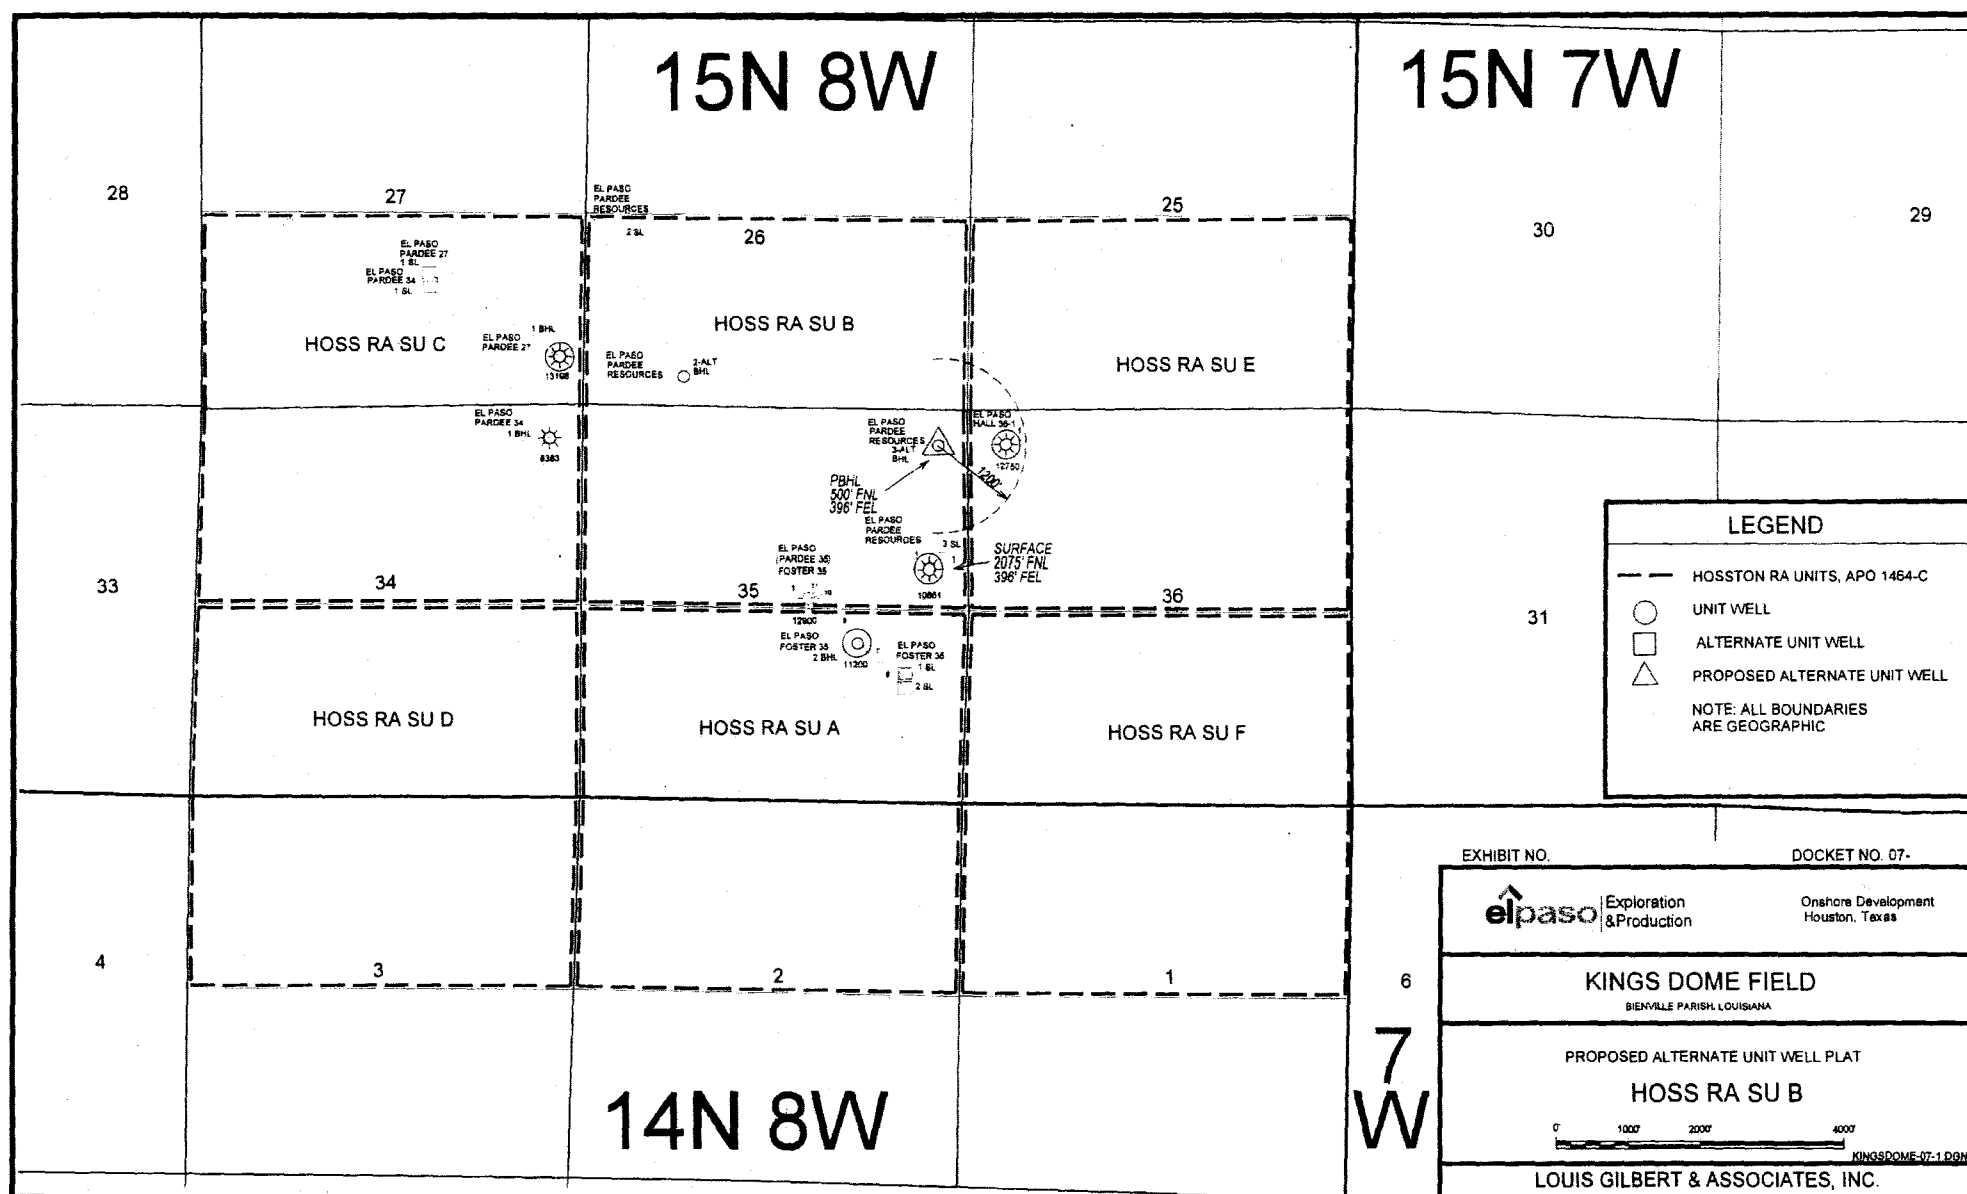 15N 8W
15N 7W
28
27
EL PASO
PARDEE
RESOURCES
2 SL
26
25
30
29
EL PASO
PARDEE 27
1 SL
EL PASO
PARDEE 34
1 SL
HOSS RA SU C
1 BHL
EL PASO
PARDEE 27
13198
HOSS RA SU B
EL PASO
PARDEE
RESOURCES
2-ALT
BHL
HOSS RA SU E
EL PASO
PARDEE 34
1 BHL
8383
EL PASO
PARDEE
RESOURCES
3-ALT
BHL
EL PASO
HALL 36-1
12750
1200'
PBHL
500' FNL
396' FEL
EL PASO
PARDEE
RESOURCES
3 SL
1
10861
SURFACE
2075' FNL
396' FEL
EL PASO
(PARDEE 35)
FOSTER 35
1
12900
33
34
35
36
31
EL PASO
FOSTER 35
2 BHL
11200
EL PASO
FOSTER 35
1 SL
2 SL
HOSS RA SU D
HOSS RA SU A
HOSS RA SU F
LEGEND
HOSSTON RA UNITS, APO 1464-C
UNIT WELL
ALTERNATE UNIT WELL
PROPOSED ALTERNATE UNIT WELL
NOTE: ALL BOUNDARIES
ARE GEOGRAPHIC
4
3
2
1
6
7
W
14N 8W
EXHIBIT NO.
DOCKET NO. 07-
elpaso
Exploration
&Production
Onshore Development
Houston, Texas
KINGS DOME FIELD
BIENVILLE PARISH, LOUISIANA
PROPOSED ALTERNATE UNIT WELL PLAT
HOSS RA SU B
0' 1000' 2000' 4000'
KINGSDOME-07-1.DGN
LOUIS GILBERT & ASSOCIATES, INC.